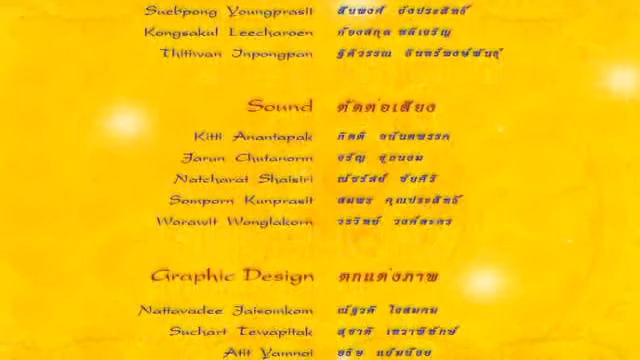 Suebpong Youngprasit สืบพงศ์ ยังประสิทธิ์
Kongsakul Leecharoen ก้องสกุล หลีเจริญ
Thitivan Inpongpan ฐิติวรรณ อินทร์พงษ์พันธุ์
Sound ตัดต่อเสียง
Kitti Anantapak กิตติ อนันตพรรค
Jarun Chutanorm จรัญ ชูถนอม
Natcharat Shaisiri ณัชรัสย์ ชัยศิริ
Somporn Kunprasit สมพร คุณประสิทธิ์
Worawit Wonglakorn วรวิทย์ วงศ์ละคร
Graphic Design ตกแต่งภาพ
Nattavadee Jaisomkom ณัฐวดี ใจสมคม
Suchart Tewapitak สุชาติ เทวาพิทักษ์
Atit Yamnoi อธิษ แย้มน้อย